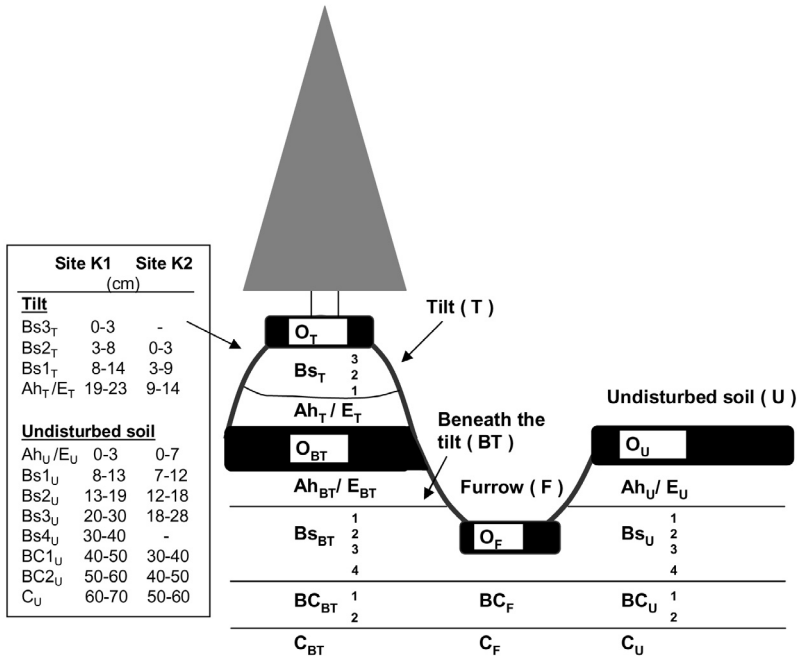 Site K1 Site K2
(cm)
Tilt
Bs3T 0-3 -
Bs2T 3-8 0-3
Bs1T 8-14 3-9
AhT/ET 19-23 9-14
Undisturbed soil
AhU/EU 0-3 0-7
Bs1U 8-13 7-12
Bs2U 13-19 12-18
Bs3U 20-30 18-28
Bs4U 30-40 -
BC1U 40-50 30-40
BC2U 50-60 40-50
CU 60-70 50-60
Tilt ( T )
OT
BsT
3
2
1
AhT / ET
OBT
Beneath the
tilt ( BT )
Undisturbed soil ( U )
OU
Furrow ( F )
OF
AhBT/ EBT
AhU/ EU
BsBT
1
2
3
4
BsU
1
2
3
4
BCBT
1
2
BCF
BCU
1
2
CBT
CF
CU